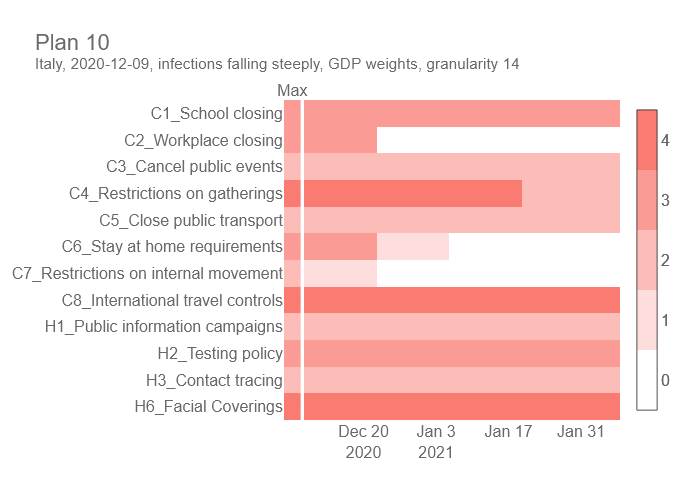 Plan 10
Italy, 2020-12-09, infections falling steeply, GDP weights, granularity 14
Max
C1_School closing
C2_Workplace closing
C3_Cancel public events
C4_Restrictions on gatherings
C5_Close public transport
C6_Stay at home requirements
C7_Restrictions on internal movement
C8_International travel controls
H1_Public information campaigns
H2_Testing policy
H3_Contact tracing
H6_Facial Coverings
4
3
2
1
0
Dec 20 Jan 3 Jan 17 Jan 31
2020 2021